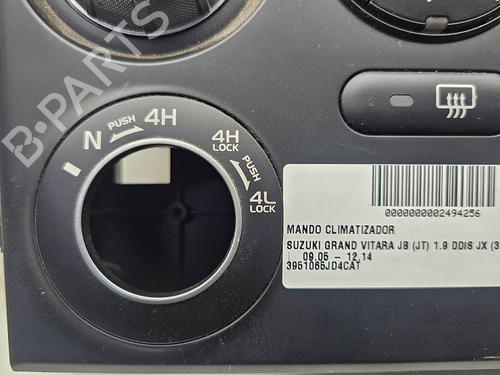 B-PARTS
N PUSH 4H
4H LOCK
PUSH
4L LOCK
0000000002494256
MANDO CLIMATIZADOR
SUZUKI GRAND VITARA JB (JT) 1.9 DDIS JX (3
| 09.05 - 12.14
3951065JD4CAT